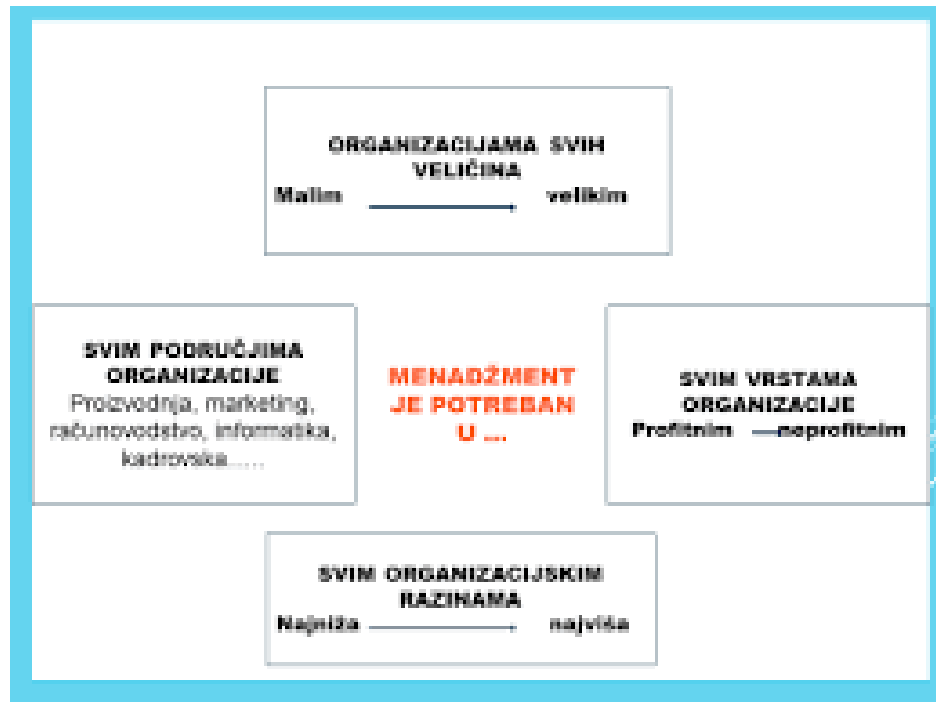 ORGANIZACIJAMA SVIH
VELIČINA
Malim velikim
SVIM PODRUČJIMA
ORGANIZACIJE
Proizvodnja, marketing,
računovodstvo, informatika,
kadrovska.....
MENADŽMENT
JE POTREBAN
U ...
SVIM VRSTAMA
ORGANIZACIJE
Profitnim neprofitnim
SVIM ORGANIZACIJSKIM
RAZINAMA
Najniža najviša